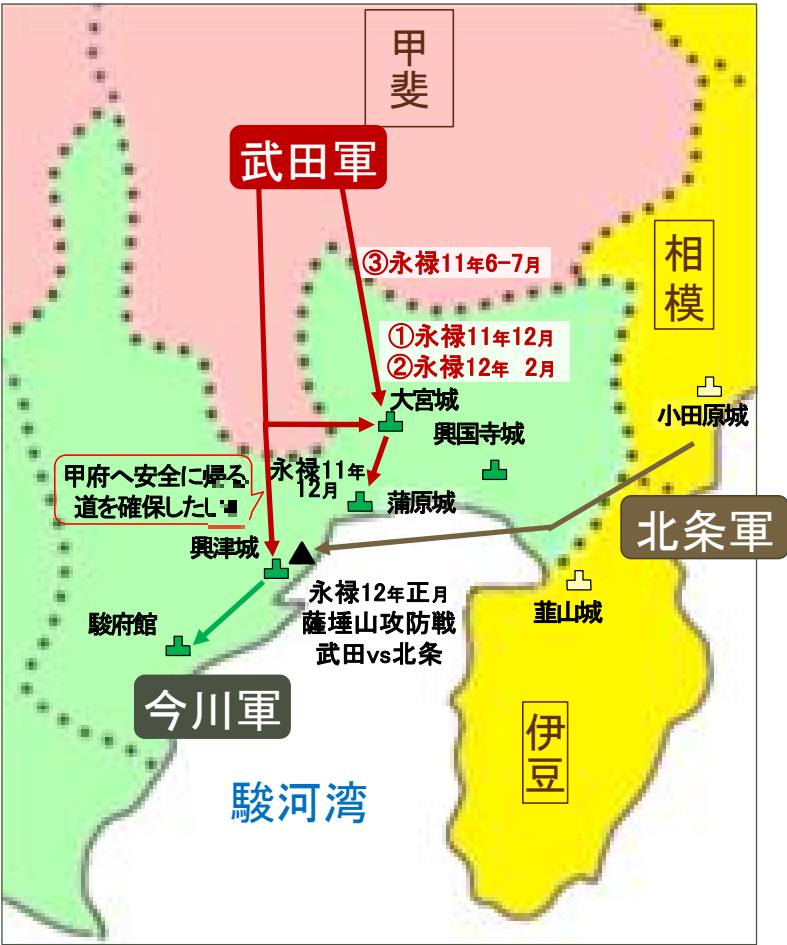 甲斐
武田軍
相模
③永禄11年6-7月
①永禄11年12月
②永禄12年 2月
大宮城
小田原城
興国寺城
甲府へ安全に帰る
道を確保したい
永禄11年
12月
蒲原城
北条軍
興津城
永禄12年正月
薩埵山攻防戦
武田vs北条
韮山城
駿府館
今川軍
伊豆
駿河湾